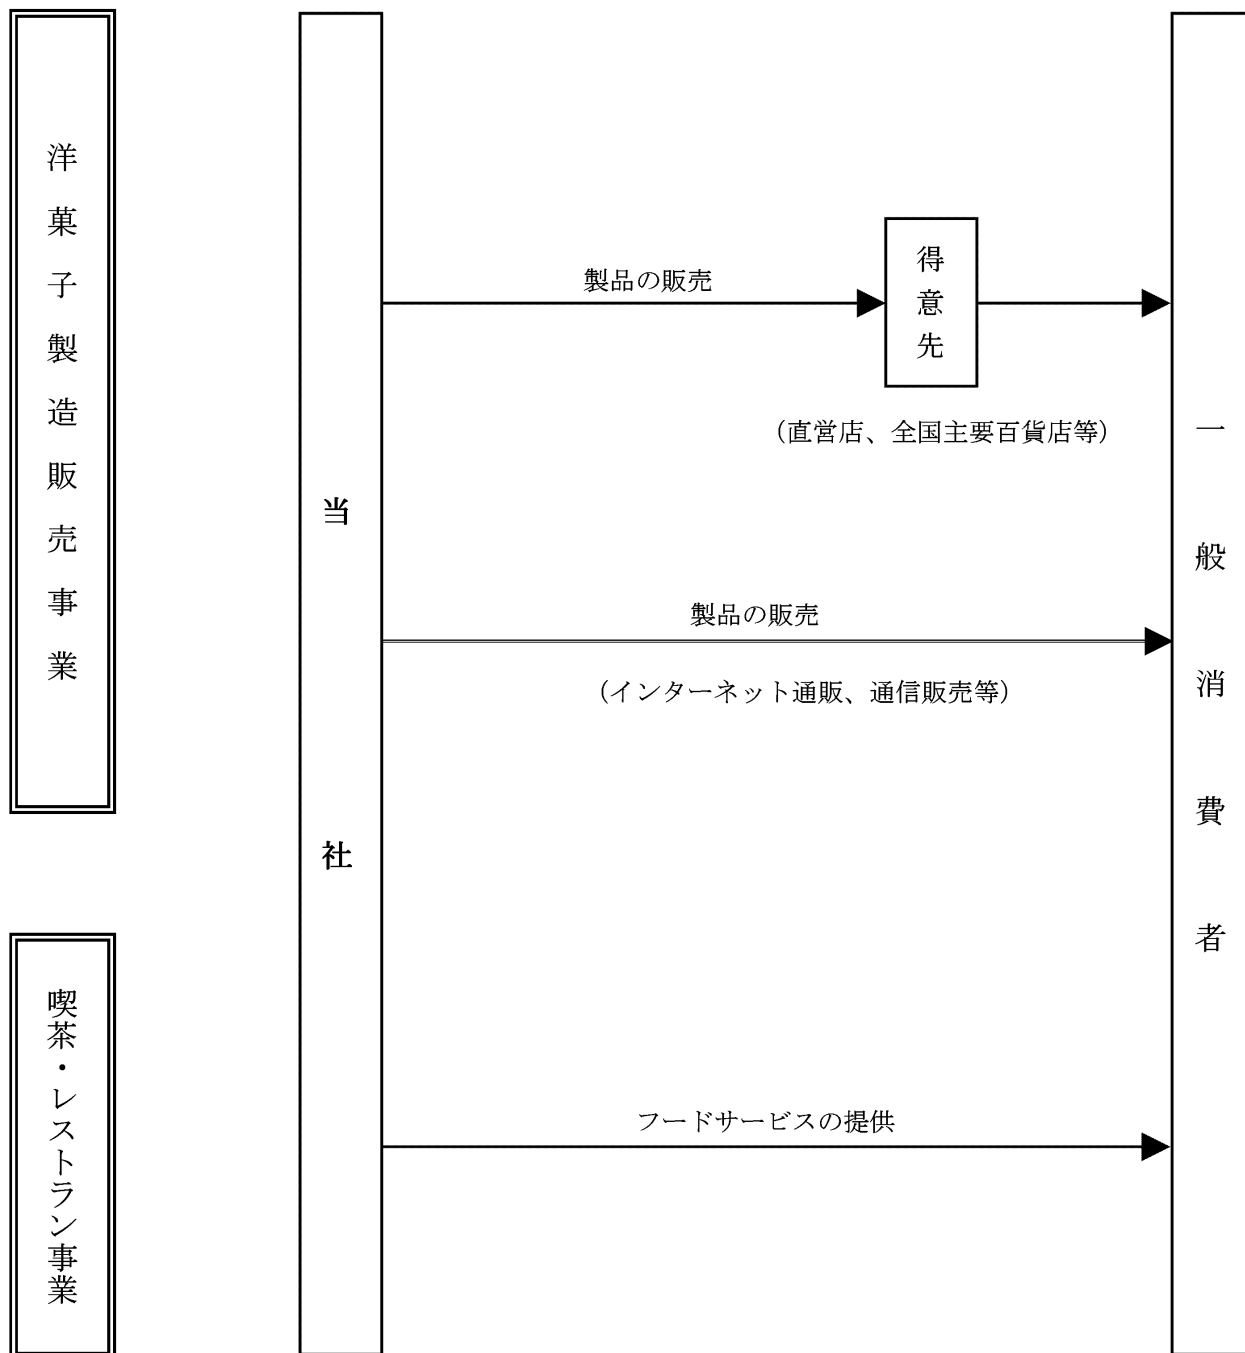 洋菓子製造販売事業
喫茶・レストラン事業
当社
製品の販売
得意先
（直営店、全国主要百貨店等）
製品の販売
（インターネット通販、通信販売等）
フードサービスの提供
一般消費者